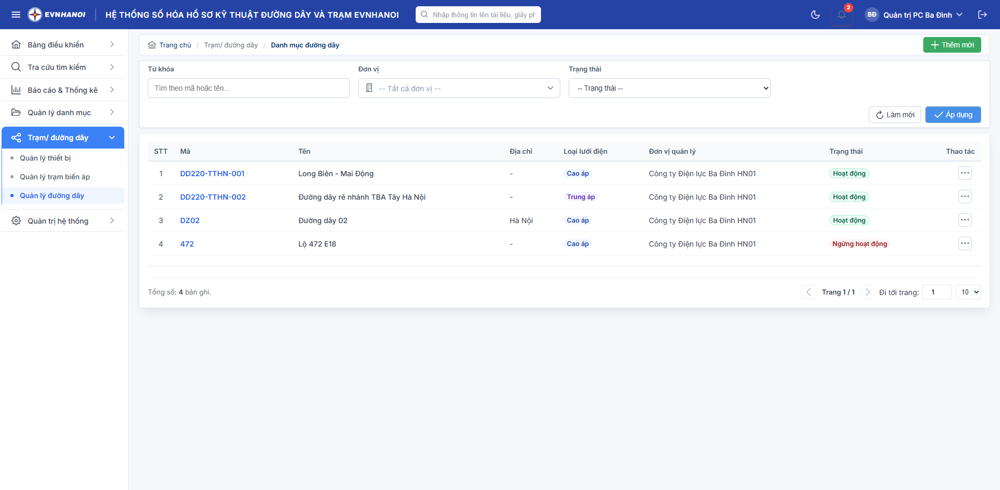 EVNHANOI
HỆ THỐNG SỐ HÓA HỒ SƠ KỸ THUẬT ĐƯỜNG DÂY VÀ TRẠM EVNHANOI
Nhập thông tin tên tài liệu, giấy ph
2
BĐ
Quản trị PC Ba Đình
Bảng điều khiển
Tra cứu tìm kiếm
Báo cáo & Thống kê
Quản lý danh mục
Trạm/ đường dây
Quản lý thiết bị
Quản lý trạm biến áp
Quản lý đường dây
Quản trị hệ thống
Trang chủ / Trạm/ đường dây / Danh mục đường dây
Thêm mới
Từ khóa
Đơn vị
Trạng thái
Tìm theo mã hoặc tên...
-- Tất cả đơn vị --
-- Trạng thái --
Làm mới
Áp dụng
STT Mã Tên Địa chỉ Loại lưới điện Đơn vị quản lý Trạng thái Thao tác
1 DD220-TTHN-001 Long Biên - Mai Động - Cao áp Công ty Điện lực Ba Đình HN01 Hoạt động
2 DD220-TTHN-002 Đường dây rẽ nhánh TBA Tây Hà Nội - Trung áp Công ty Điện lực Ba Đình HN01 Hoạt động
3 DZ02 Đường dây 02 Hà Nội Cao áp Công ty Điện lực Ba Đình HN01 Hoạt động
4 472 Lộ 472 E18 - Cao áp Công ty Điện lực Ba Đình HN01 Ngừng hoạt động
Tổng số: 4 bản ghi.
Trang 1 / 1
Đi tới trang: 1
10